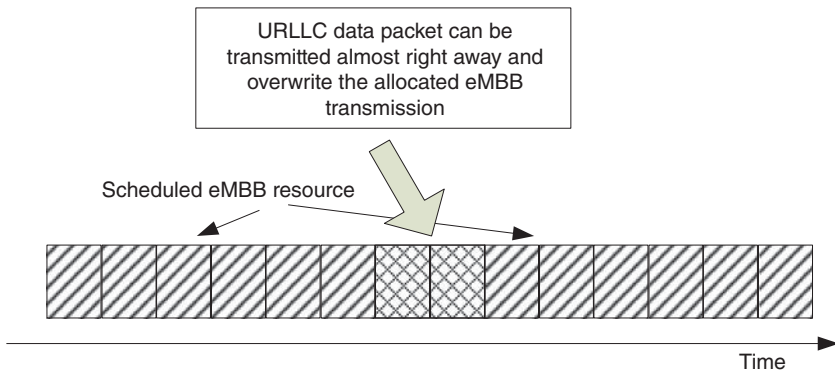 URLLC data packet can be
transmitted almost right away and
overwrite the allocated eMBB
transmission
Scheduled eMBB resource
Time